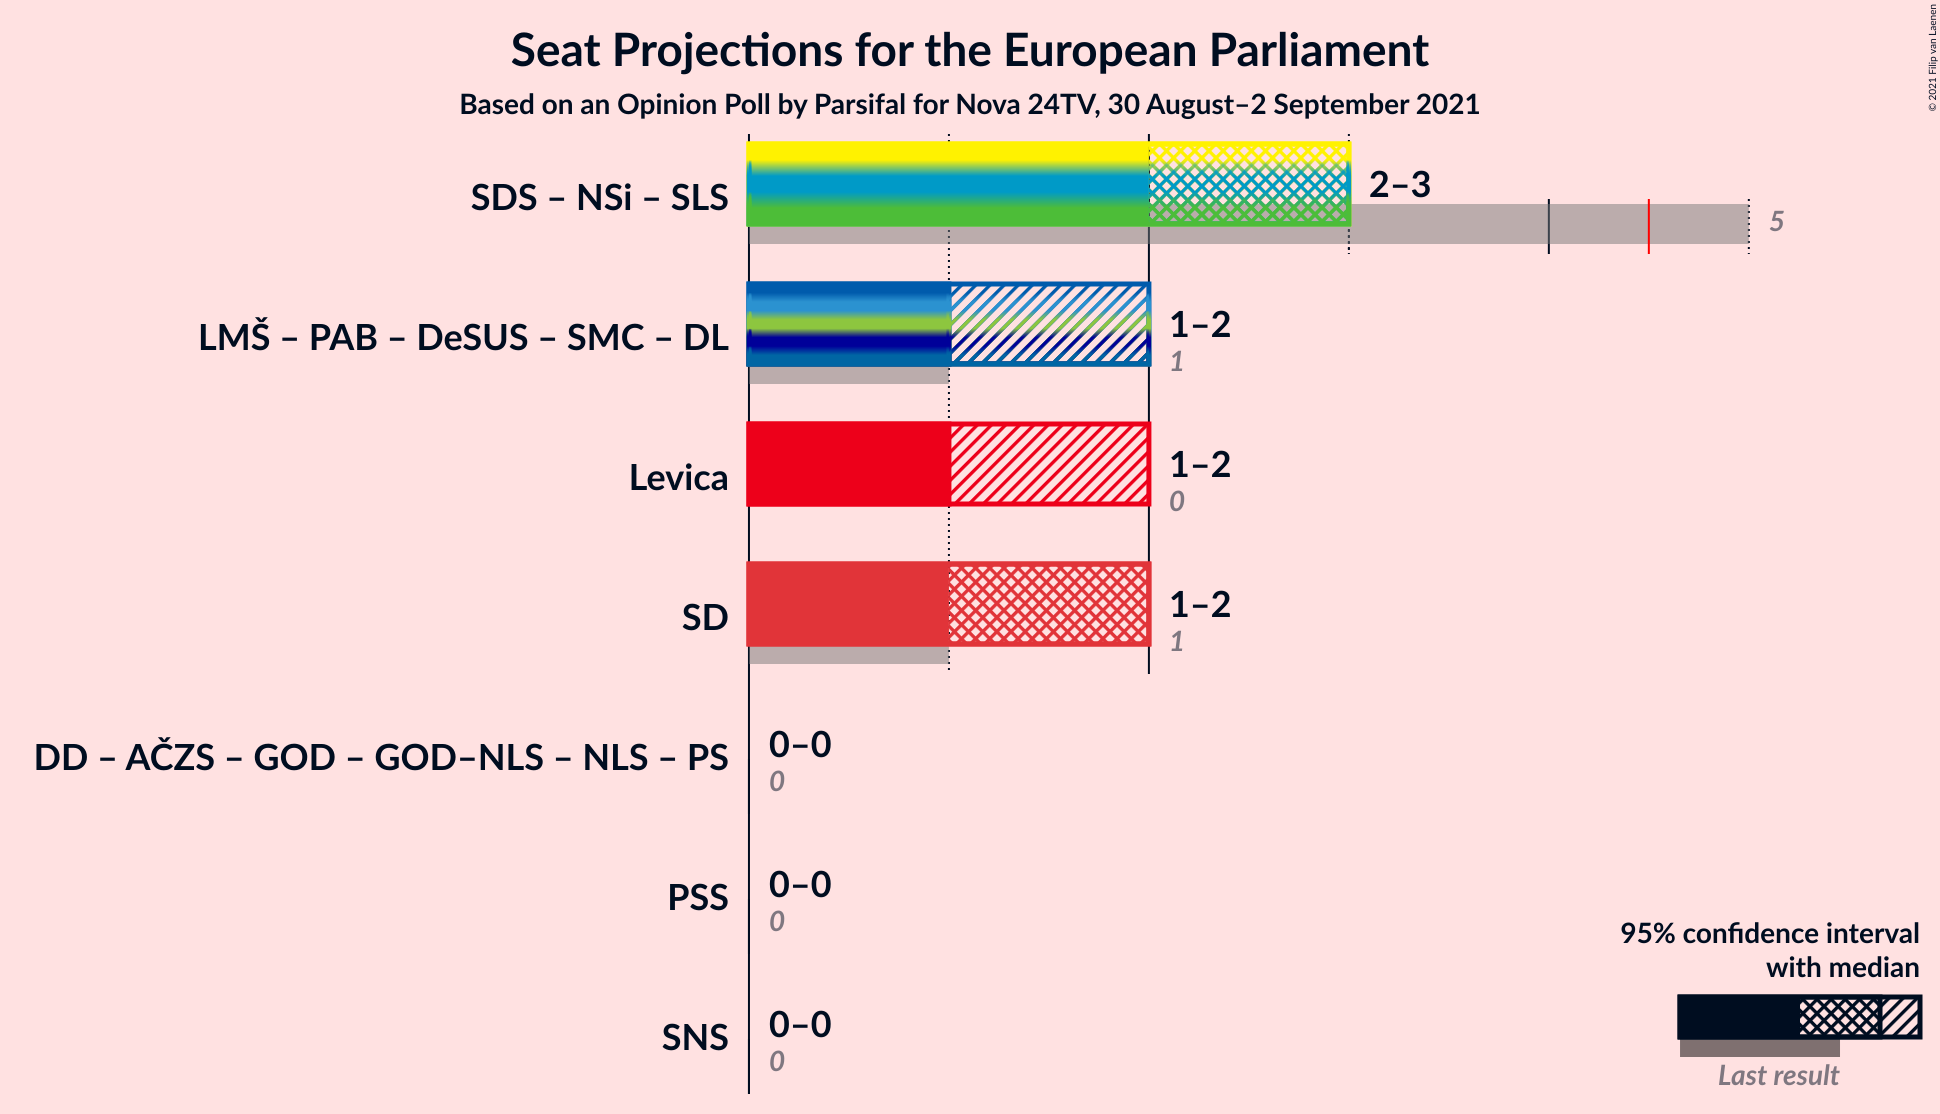 Seat Projections for the European Parliament
Based on an Opinion Poll by Parsifal for Nova 24TV, 30 August–2 September 2021
© 2021 Filip van Laenen
SDS – NSi – SLS
2–3
5
LMŠ – PAB – DeSUS – SMC – DL
1–2
1
Levica
1–2
0
SD
1–2
1
DD – AČZS – GOD – GOD–NLS – NLS – PS
0–0
0
PSS
0–0
0
SNS
0–0
0
95% confidence interval
with median
Last result